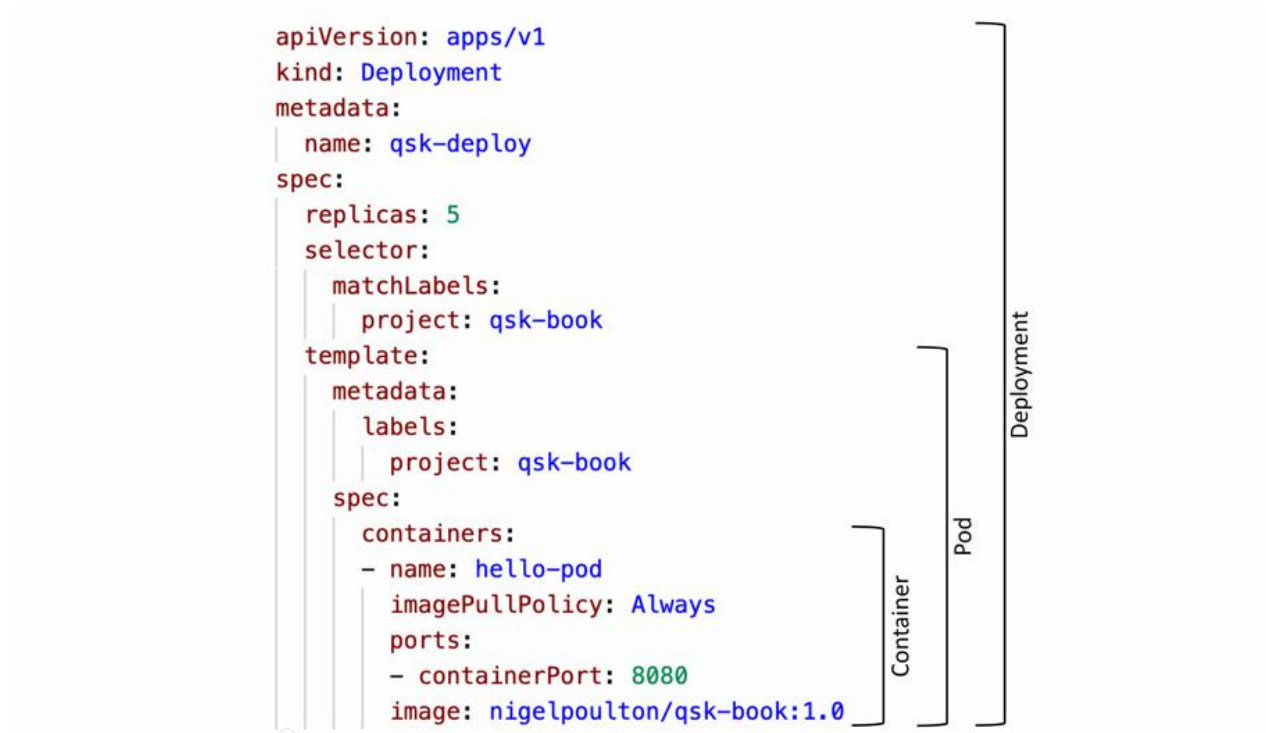 apiVersion: apps/v1
kind: Deployment
metadata:
  name: qsk-deploy
spec:
  replicas: 5
  selector:
    matchLabels:
      project: qsk-book
  template:
    metadata:
      labels:
        project: qsk-book
    spec:
      containers:
      - name: hello-pod
        imagePullPolicy: Always
        ports:
        - containerPort: 8080
        image: nigelpoulton/qsk-book:1.0
Container
Pod
Deployment